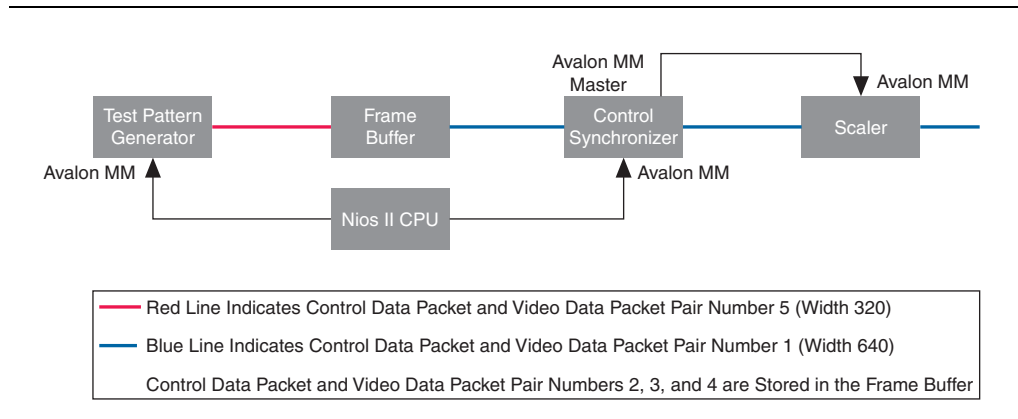 Avalon MM
Master
Avalon MM
Test Pattern
Generator
Frame
Buffer
Control
Synchronizer
Scaler
Avalon MM
Avalon MM
Nios II CPU
Red Line Indicates Control Data Packet and Video Data Packet Pair Number 5 (Width 320)
Blue Line Indicates Control Data Packet and Video Data Packet Pair Number 1 (Width 640)
Control Data Packet and Video Data Packet Pair Numbers 2, 3, and 4 are Stored in the Frame Buffer